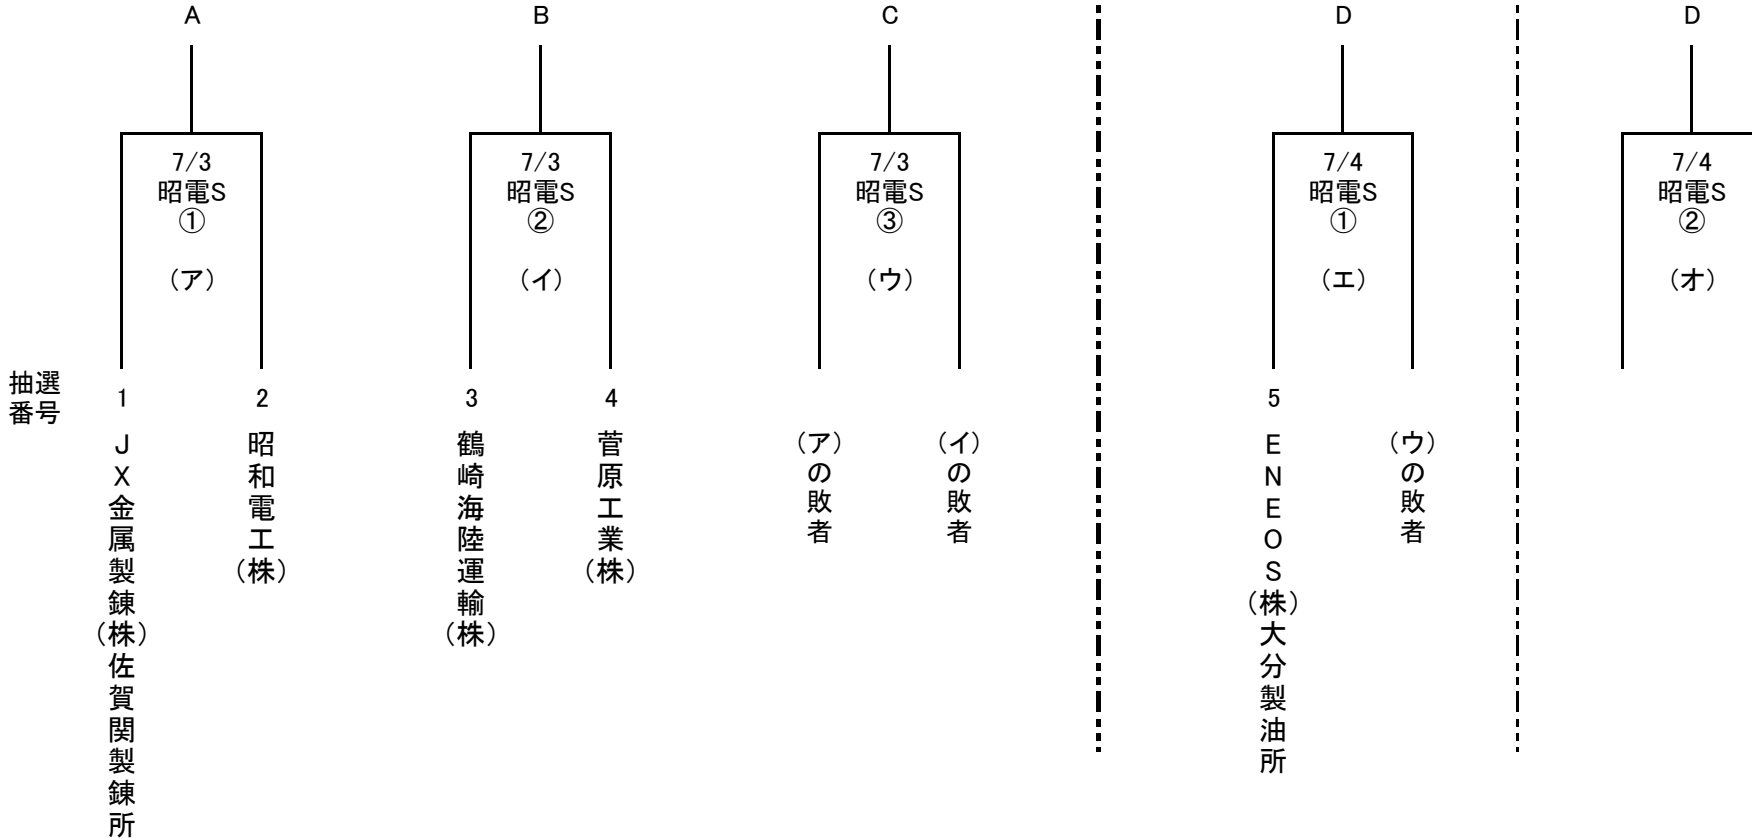 A
B
C
D
D
7/3
昭電S
①
(ア)
7/3
昭電S
②
(イ)
7/3
昭電S
③
(ウ)
7/4
昭電S
①
(エ)
7/4
昭電S
②
(オ)
抽選
番号
1
2
3
4
5
JX金属製錬(株)佐賀関製錬所
昭和電工(株)
鶴崎海陸運輸(株)
菅原工業(株)
(ア)の敗者
(イ)の敗者
ENEOS(株)大分製油所
(ウ)の敗者